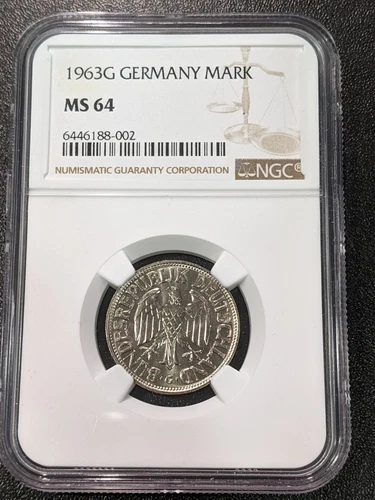 1963G GERMANY MARK
MS 64
6446188-002
NUMISMATIC GUARANTY CORPORATION
NGC®
BUNDESREPUBLIK DEUTSCHLAND
G